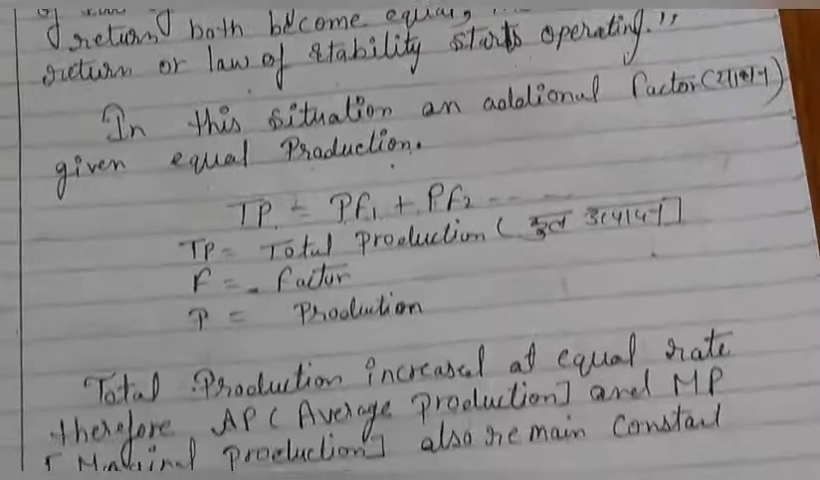 return both become equal,
return or law of stability starts operating."
In this situation an addional factor (साधन)
given equal Production.
TP = Pf1 + Pf2 -- --
TP = Total Production ( कुल उत्पादन ]
F = factor
P = Production
Total Production increased at equal rate
therefore AP ( Average Production ] and MP
[ Marginal Production ] also remain constant